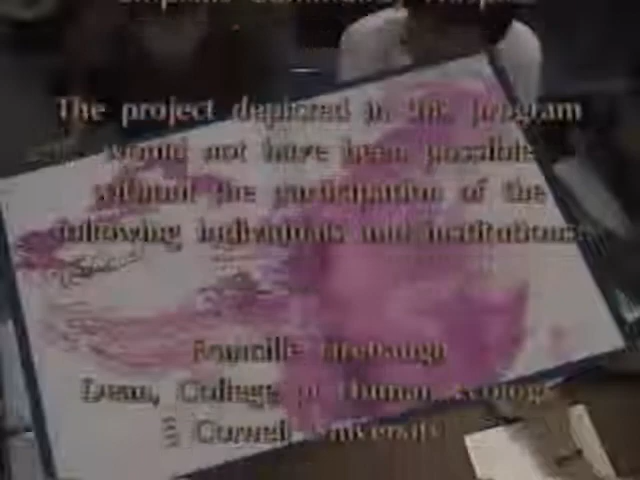 The project depicted in this program
would not have been possible
without the participation of the
following individuals and institutions
Dean, College of Human Ecology
Cornell University